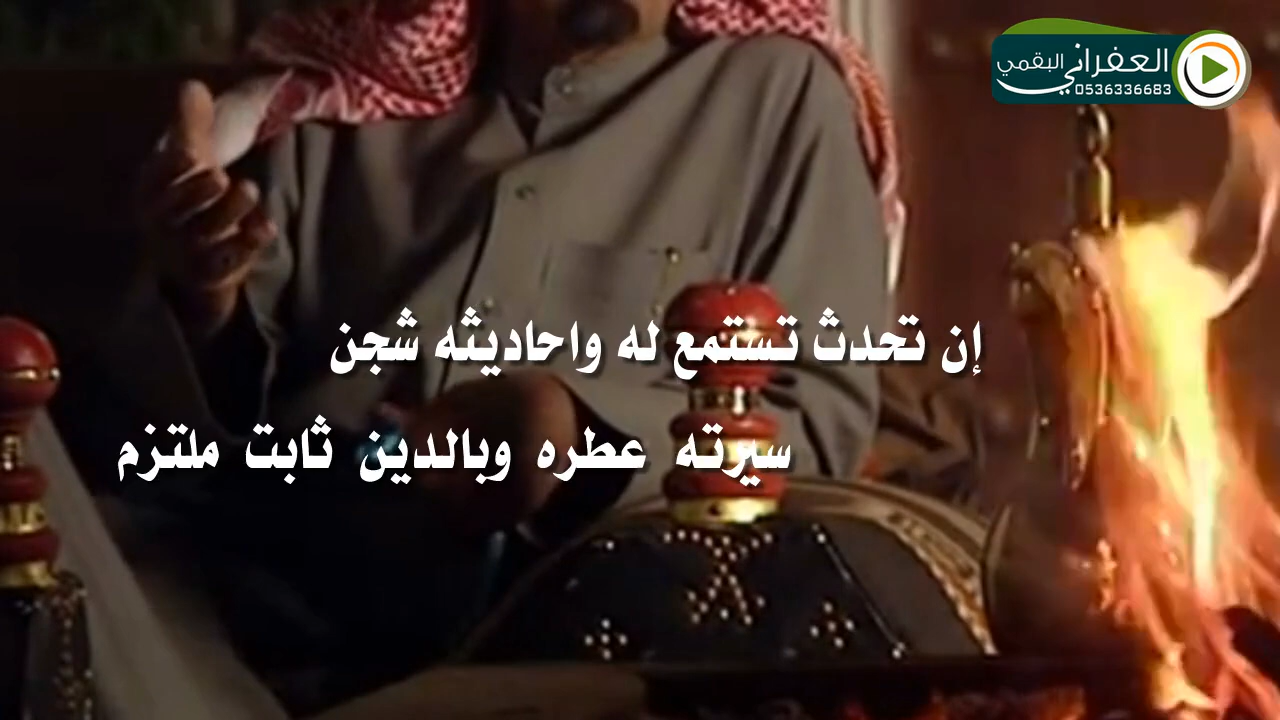 العفراني البقمي
0536336683
إن تحدث تستمع له واحاديثه شجن
سيرته عطره وبالدين ثابت ملتزم